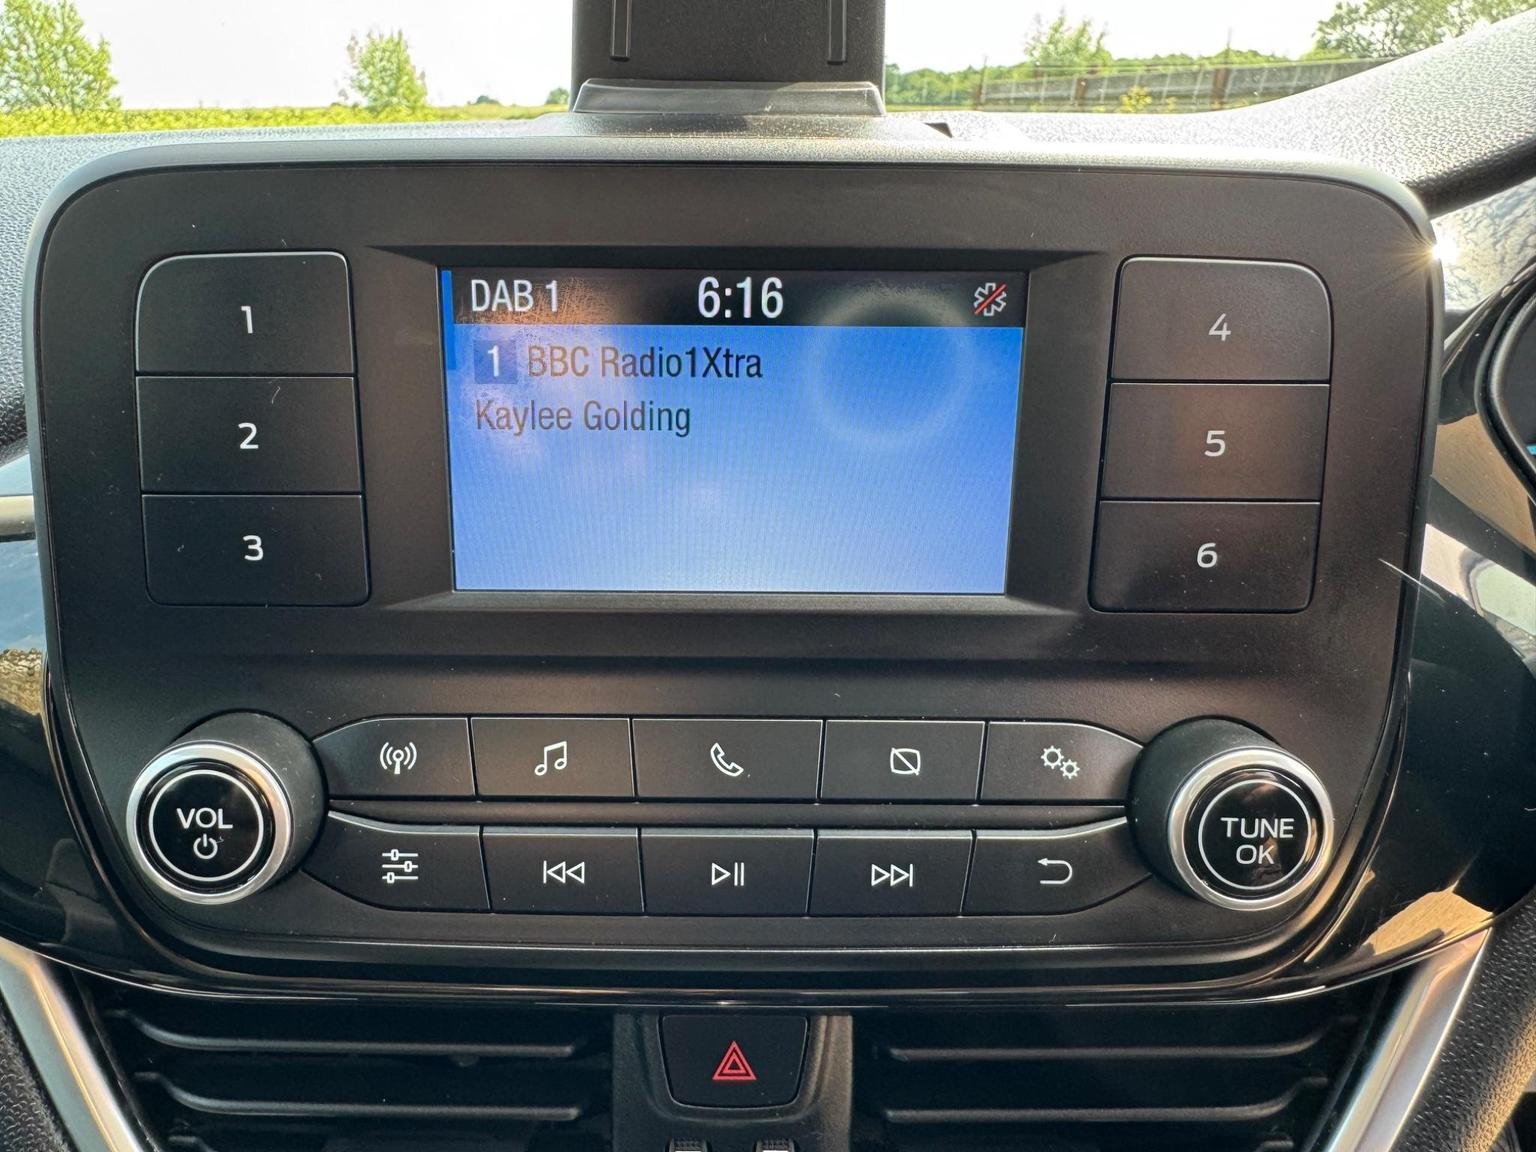 DAB 1 6:16
1 BBC Radio1Xtra
Kaylee Golding
1
2
3
4
5
6
VOL
TUNE
OK